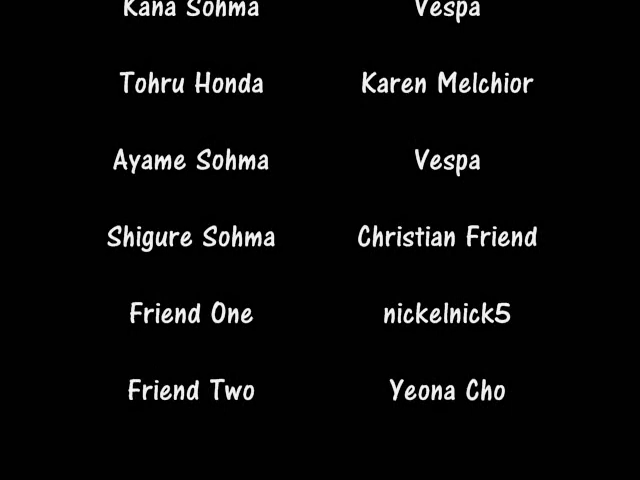 Kana Sohma Vespa
Tohru Honda Karen Melchior
Ayame Sohma Vespa
Shigure Sohma Christian Friend
Friend One nickelnick5
Friend Two Yeona Cho